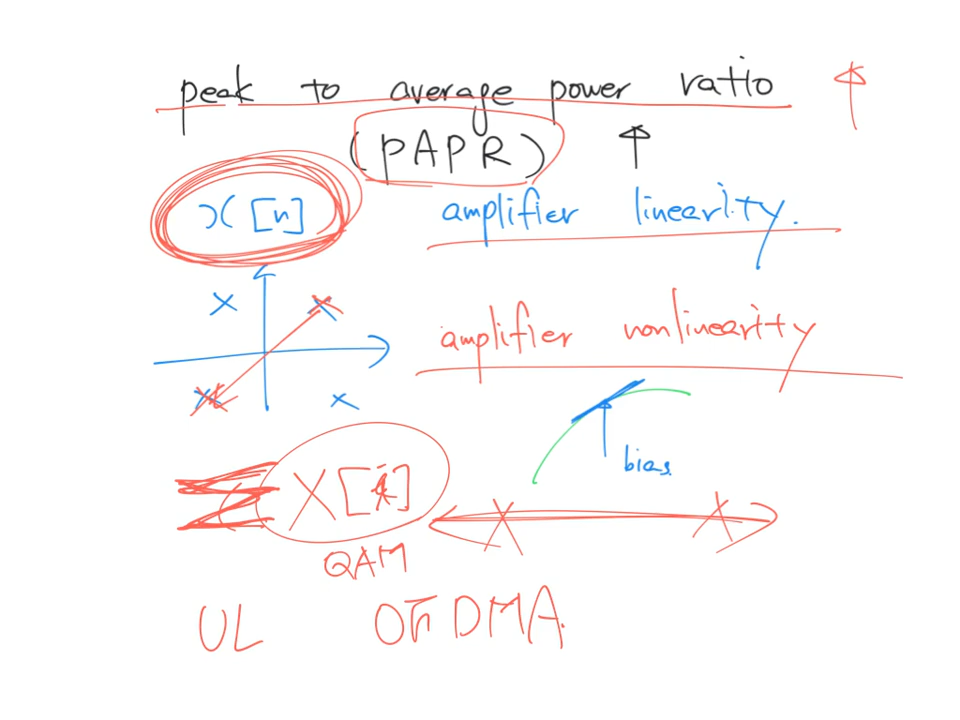 peak to average power ratio
(PAPR)
x[n] amplifier linearity.
amplifier nonlinearity
bias
X[k]
QAM
UL OFDMA